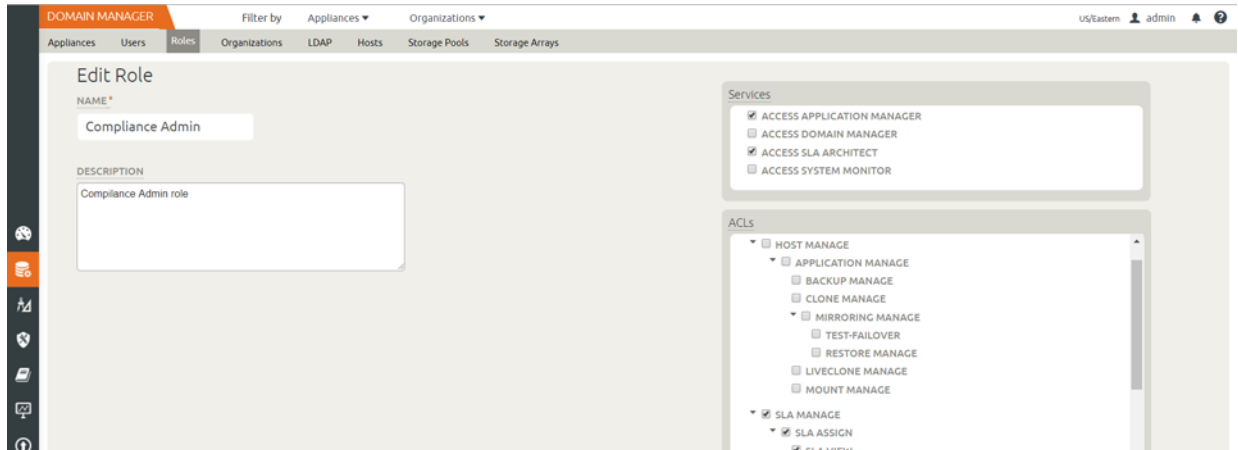 DOMAIN MANAGER Filter by Appliances Organizations US/Eastern admin
Appliances Users Roles Organizations LDAP Hosts Storage Pools Storage Arrays
Edit Role
NAME*
Compliance Admin
DESCRIPTION
Compilance Admin role
Services
ACCESS APPLICATION MANAGER
ACCESS DOMAIN MANAGER
ACCESS SLA ARCHITECT
ACCESS SYSTEM MONITOR
ACLs
HOST MANAGE
APPLICATION MANAGE
BACKUP MANAGE
CLONE MANAGE
MIRRORING MANAGE
TEST-FAILOVER
RESTORE MANAGE
LIVECLONE MANAGE
MOUNT MANAGE
SLA MANAGE
SLA ASSIGN
SLA VIEW